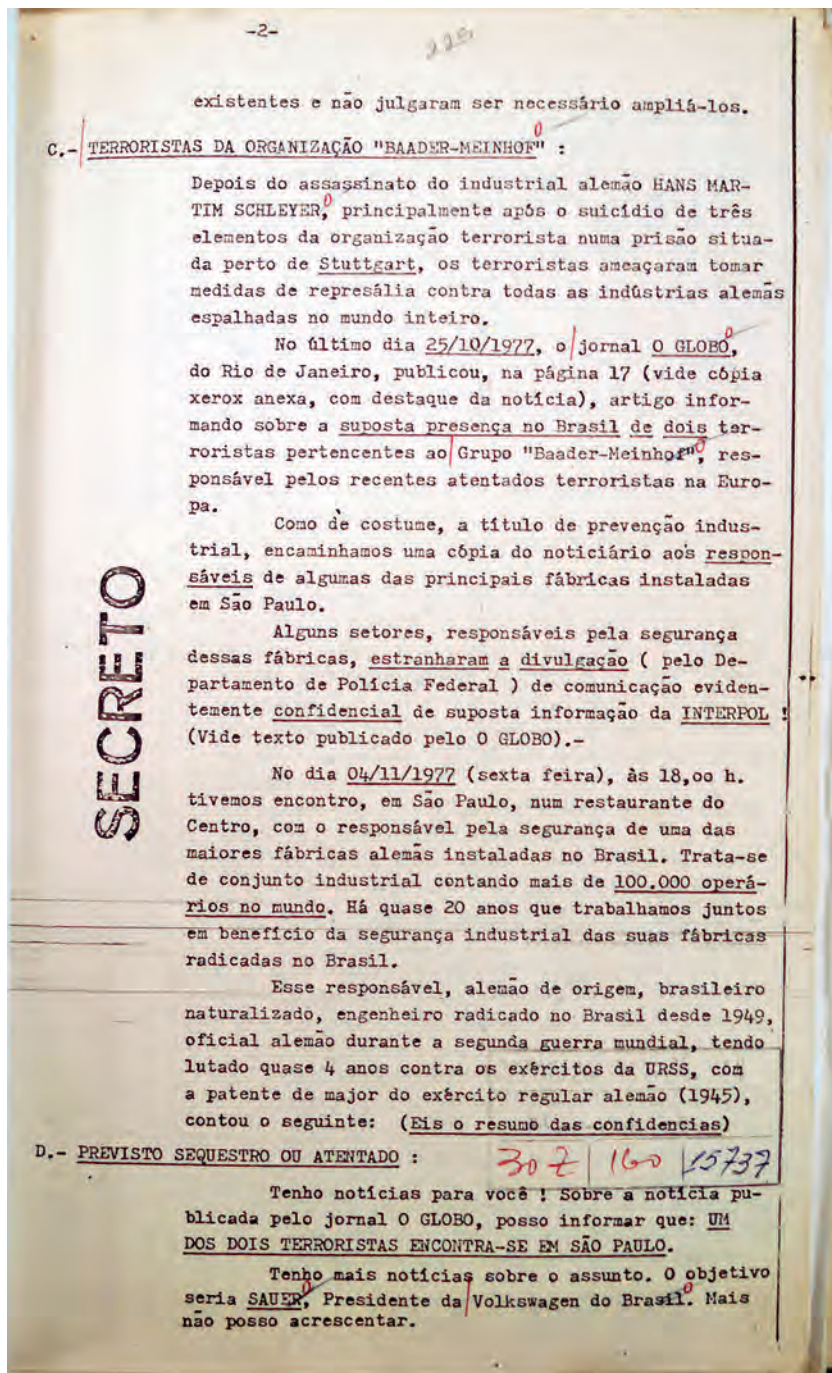 -2-
existentes e não julgaram ser necessário ampliá-los.
C.- TERRORISTAS DA ORGANIZAÇÃO "BAADER-MEINHOF" :
Depois do assassinato do industrial alemão HANS MAR-
TIM SCHLEYER, principalmente após o suicídio de três
elementos da organização terrorista numa prisão situa-
da perto de Stuttgart, os terroristas ameaçaram tomar
medidas de represália contra todas as indústrias alemãs
espalhadas no mundo inteiro.
No último dia 25/10/1977, o jornal O GLOBO,
do Rio de Janeiro, publicou, na página 17 (vide cópia
xerox anexa, com destaque da notícia), artigo infor-
mando sobre a suposta presença no Brasil de dois ter-
roristas pertencentes ao Grupo "Baader-Meinhof", res-
ponsável pelos recentes atentados terroristas na Euro-
pa.
Como de costume, a título de prevenção indus-
trial, encaminhamos uma cópia do noticiário aos respon-
sáveis de algumas das principais fábricas instaladas
em São Paulo.
Alguns setores, responsáveis pela segurança
dessas fábricas, estranharam a divulgação ( pelo De-
partamento de Polícia Federal ) de comunicação eviden-
temente confidencial de suposta informação da INTERPOL !
(Vide texto publicado pelo O GLOBO).-
No dia 04/11/1977 (sexta feira), às 18,oo h.
tivemos encontro, em São Paulo, num restaurante do
Centro, com o responsável pela segurança de uma das
maiores fábricas alemãs instaladas no Brasil. Trata-se
de conjunto industrial contando mais de 100.000 operá-
rios no mundo. Há quase 20 anos que trabalhamos juntos
em benefício da segurança industrial das suas fábricas
radicadas no Brasil.
Esse responsável, alemão de origem, brasileiro
naturalizado, engenheiro radicado no Brasil desde 1949,
oficial alemão durante a segunda guerra mundial, tendo
lutado quase 4 anos contra os exércitos da URSS, com
a patente de major do exército regular alemão (1945),
contou o seguinte: (Eis o resumo das confidencias)
D.- PREVISTO SEQUESTRO OU ATENTADO :
30 Z 160 15737
Tenho notícias para você ! Sobre a notícia pu-
blicada pelo jornal O GLOBO, posso informar que: UM
DOS DOIS TERRORISTAS ENCONTRA-SE EM SÃO PAULO.
Tenho mais notícias sobre o assunto. O objetivo
seria SAUER, Presidente da Volkswagen do Brasil. Mais
não posso acrescentar.
SECRETO